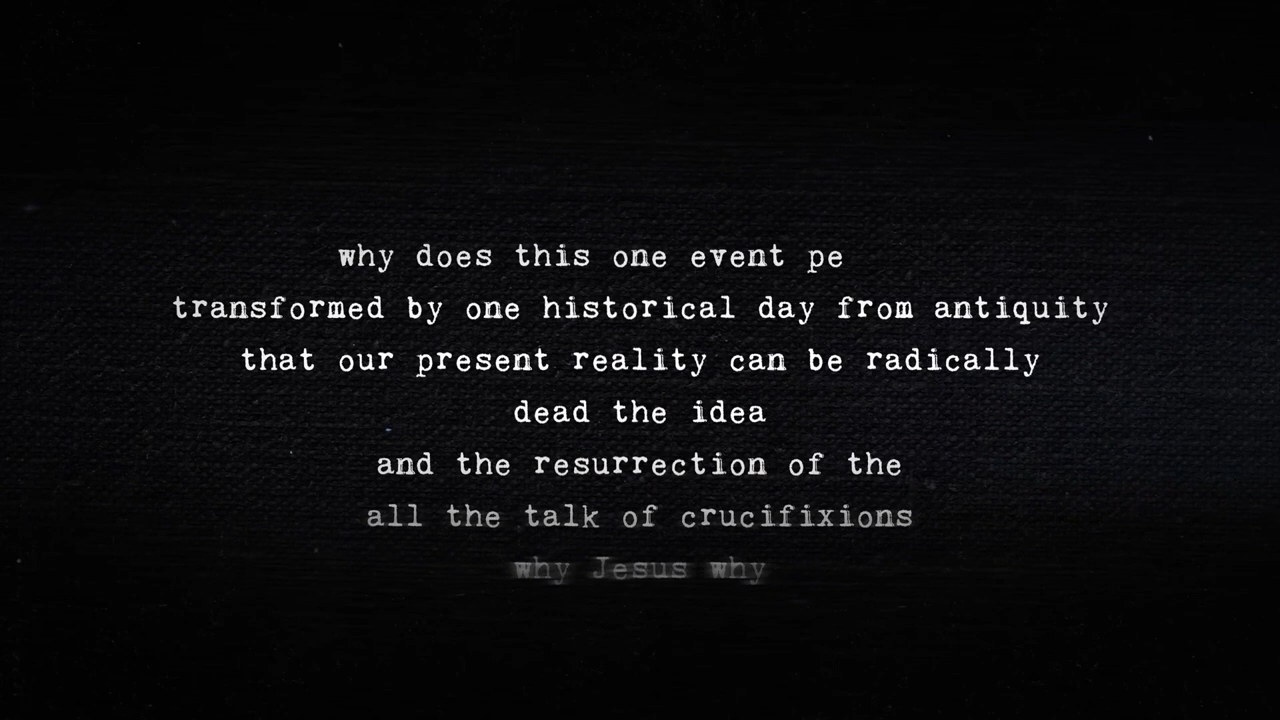 why does this one event pe
transformed by one historical day from antiquity
that our present reality can be radically
dead the idea
and the resurrection of the
all the talk of crucifixions
why Jesus why